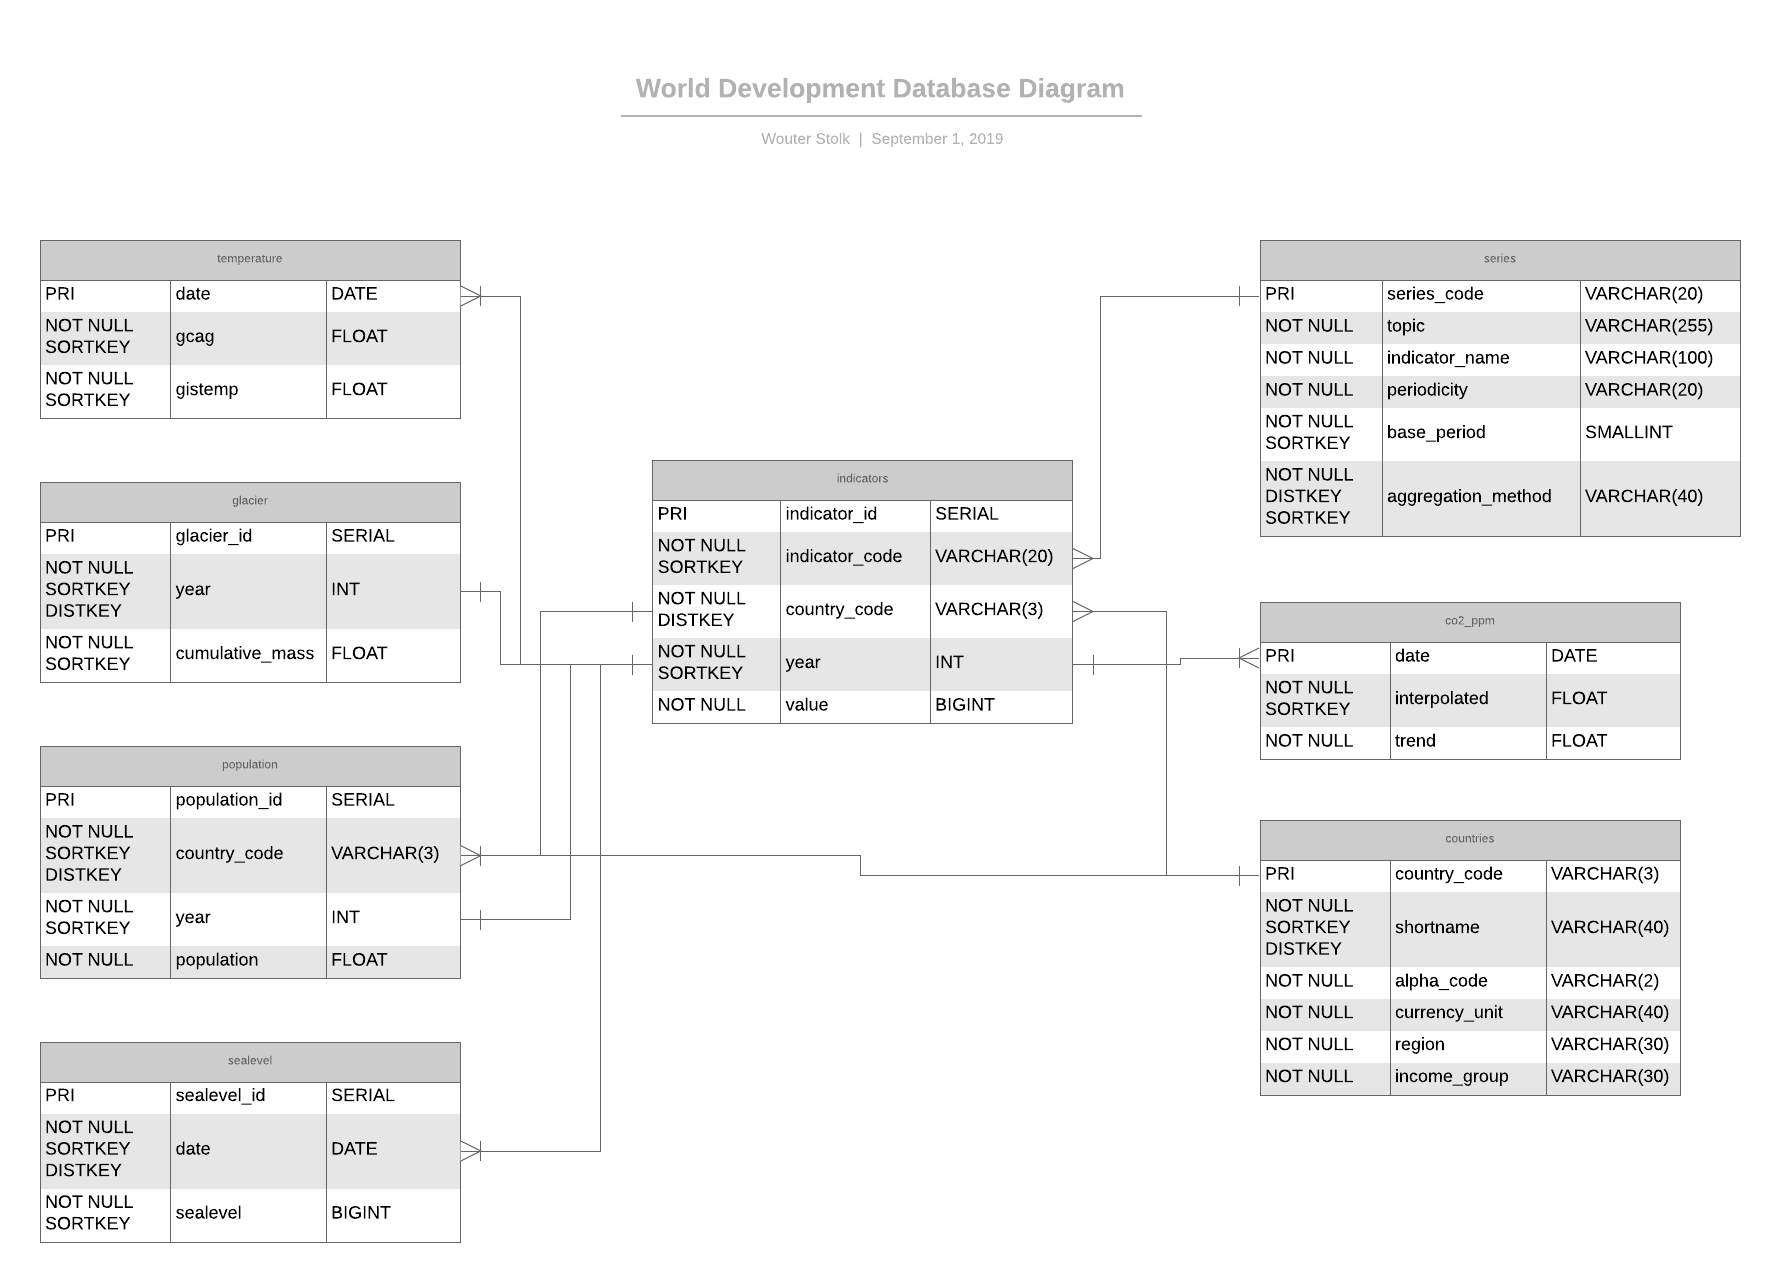 World Development Database Diagram
Wouter Stolk | September 1, 2019
temperature
PRI date DATE
NOT NULL
SORTKEY gcag FLOAT
NOT NULL
SORTKEY gistemp FLOAT
glacier
PRI glacier_id SERIAL
NOT NULL
SORTKEY year INT
DISTKEY
NOT NULL
SORTKEY cumulative_mass FLOAT
population
PRI population_id SERIAL
NOT NULL
SORTKEY country_code VARCHAR(3)
DISTKEY
NOT NULL
SORTKEY year INT
NOT NULL population FLOAT
sealevel
PRI sealevel_id SERIAL
NOT NULL
SORTKEY date DATE
DISTKEY
NOT NULL
SORTKEY sealevel BIGINT
indicators
PRI indicator_id SERIAL
NOT NULL
SORTKEY indicator_code VARCHAR(20)
NOT NULL
DISTKEY country_code VARCHAR(3)
NOT NULL
SORTKEY year INT
NOT NULL value BIGINT
series
PRI series_code VARCHAR(20)
NOT NULL topic VARCHAR(255)
NOT NULL indicator_name VARCHAR(100)
NOT NULL periodicity VARCHAR(20)
NOT NULL
SORTKEY base_period SMALLINT
NOT NULL
DISTKEY aggregation_method VARCHAR(40)
SORTKEY
co2_ppm
PRI date DATE
NOT NULL
SORTKEY interpolated FLOAT
NOT NULL trend FLOAT
countries
PRI country_code VARCHAR(3)
NOT NULL
SORTKEY shortname VARCHAR(40)
DISTKEY
NOT NULL alpha_code VARCHAR(2)
NOT NULL currency_unit VARCHAR(40)
NOT NULL region VARCHAR(30)
NOT NULL income_group VARCHAR(30)